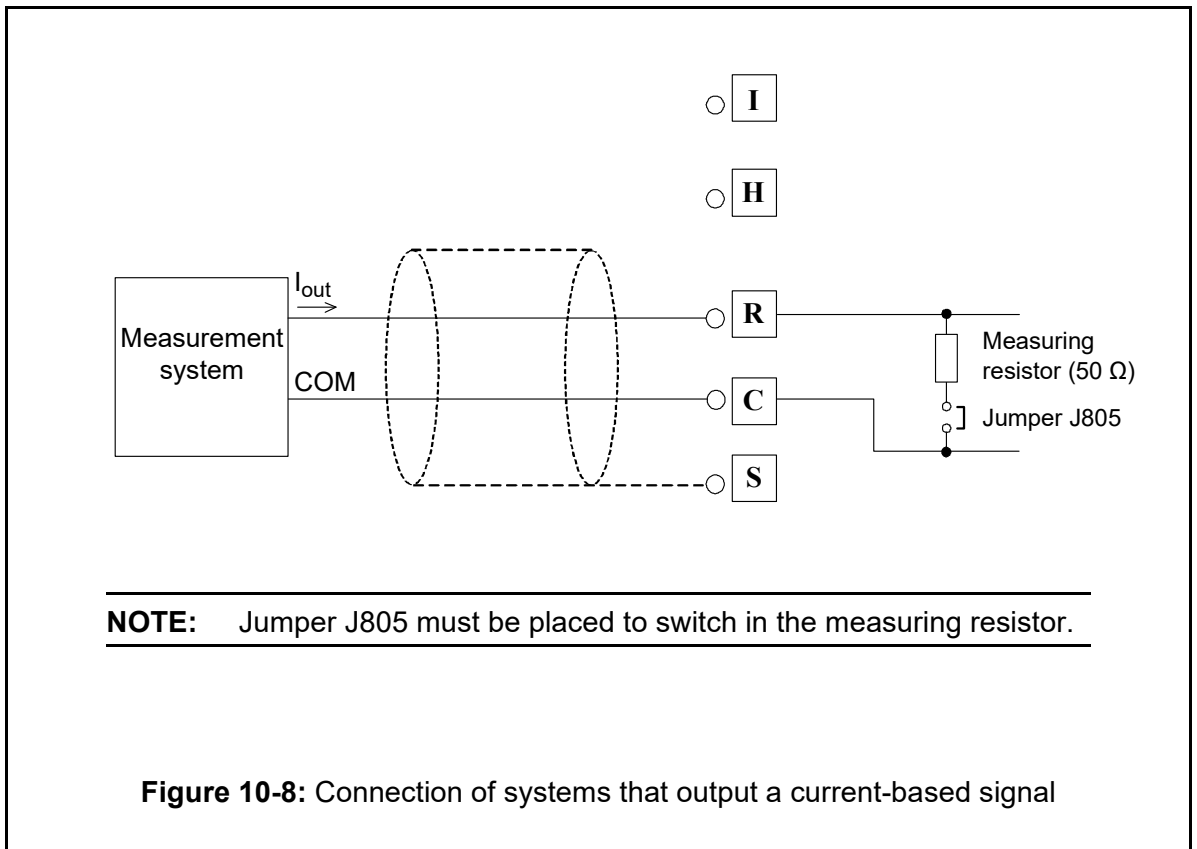 I
H
I_out
R
Measurement
system
Measuring
resistor (50 Ω)
COM
C
Jumper J805
S
NOTE: Jumper J805 must be placed to switch in the measuring resistor.
Figure 10-8: Connection of systems that output a current-based signal